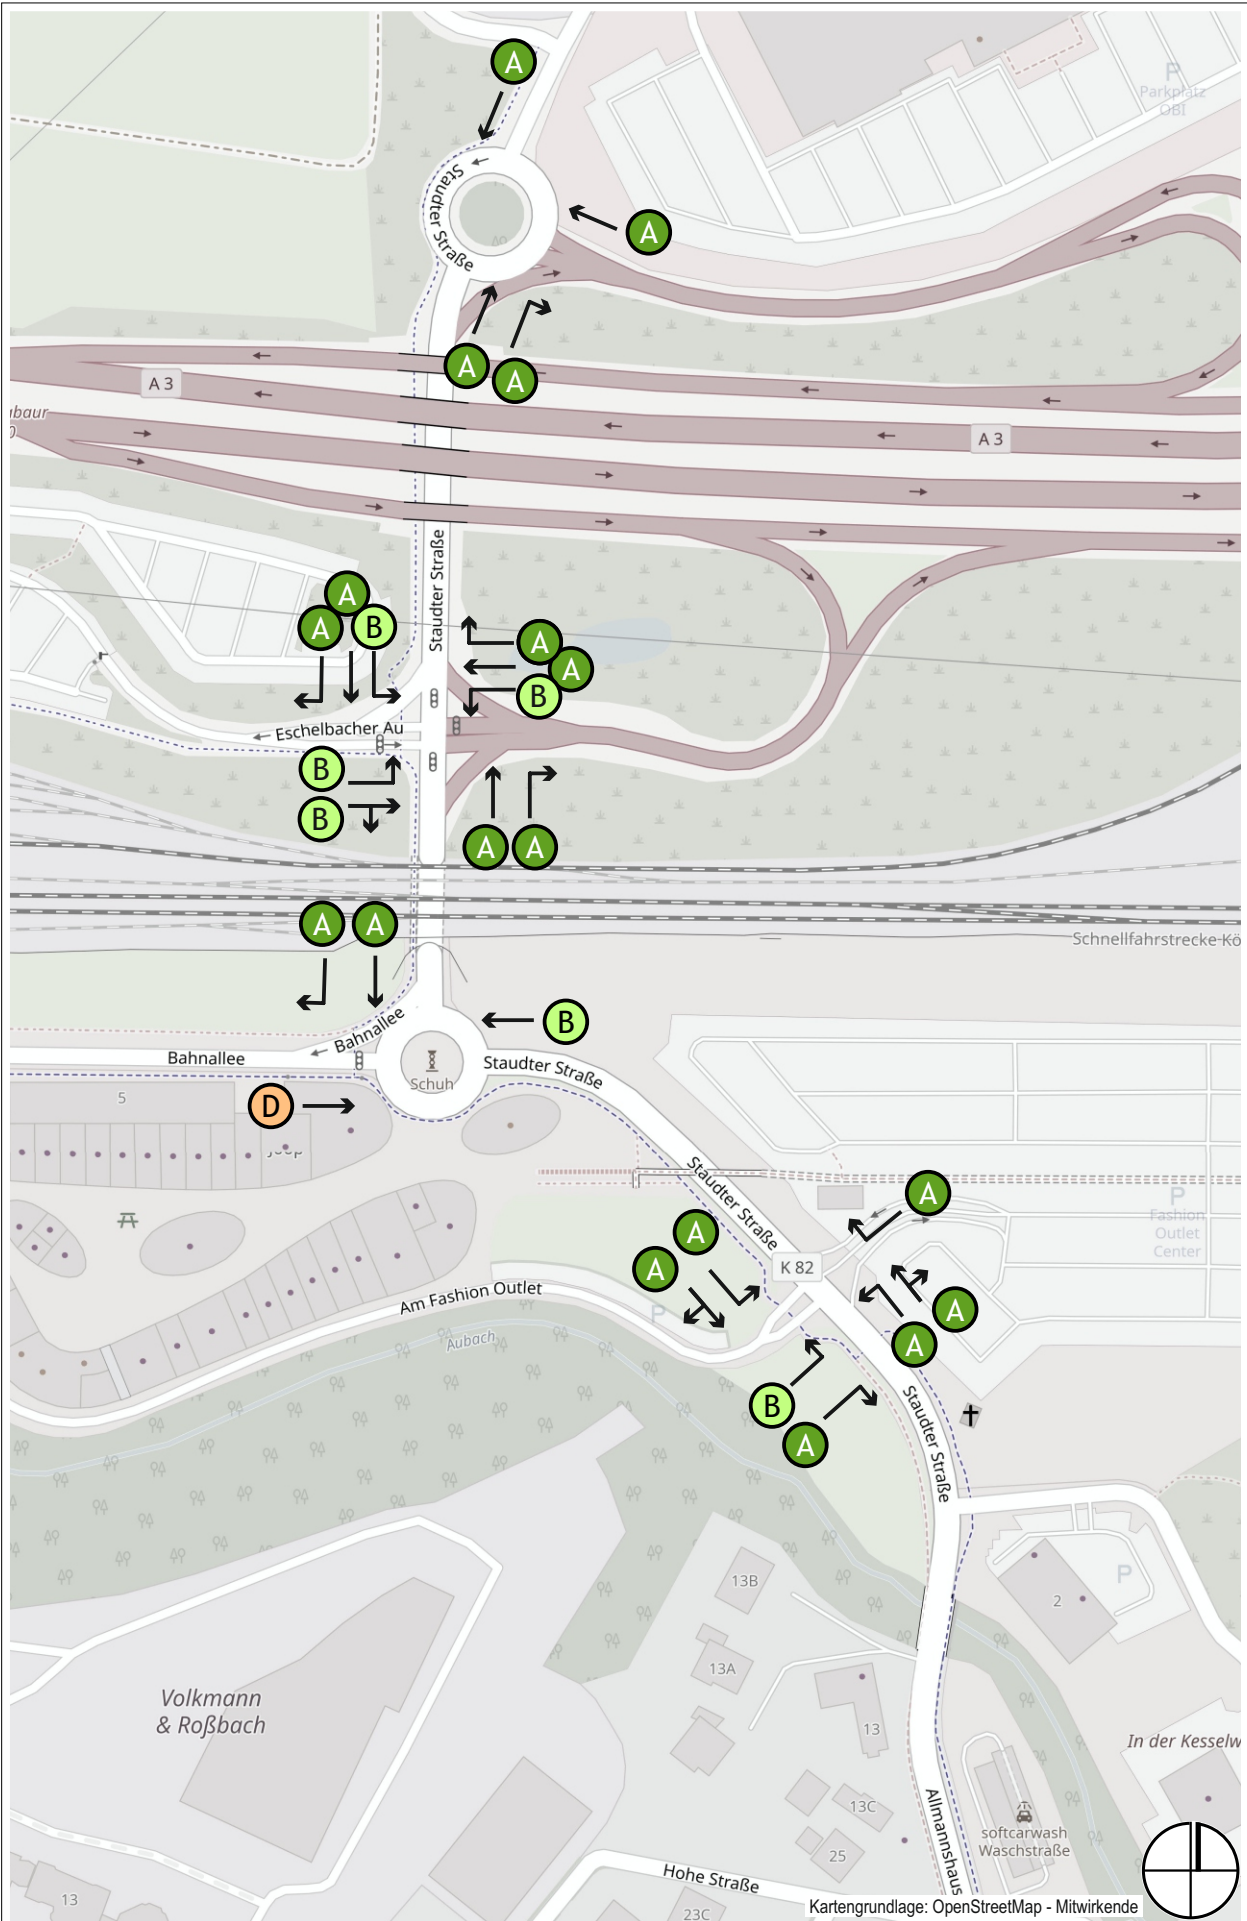 A
P
Parkplatz
OBI
Staudter Straße
A
A
A
A 3
A 3
Staudter Straße
A
A
B
A
A
B
Eschelbacher Au
B
B
A
A
A
A
Schnellfahrstrecke Kö
B
Bahnallee
Bahnallee
Staudter Straße
Schuh
5
D
Staudter Straße
A
P
Fashion
Outlet
Center
A
A
K 82
Am Fashion Outlet
P
A
A
Aubach
B
A
Staudter Straße
13B
2
P
13A
Volkmann
& Roßbach
13
In der Kesselw
13C
Allmannshaus
softcarwash
Waschstraße
25
Hohe Straße
13
23C
Kartengrundlage: OpenStreetMap - Mitwirkende